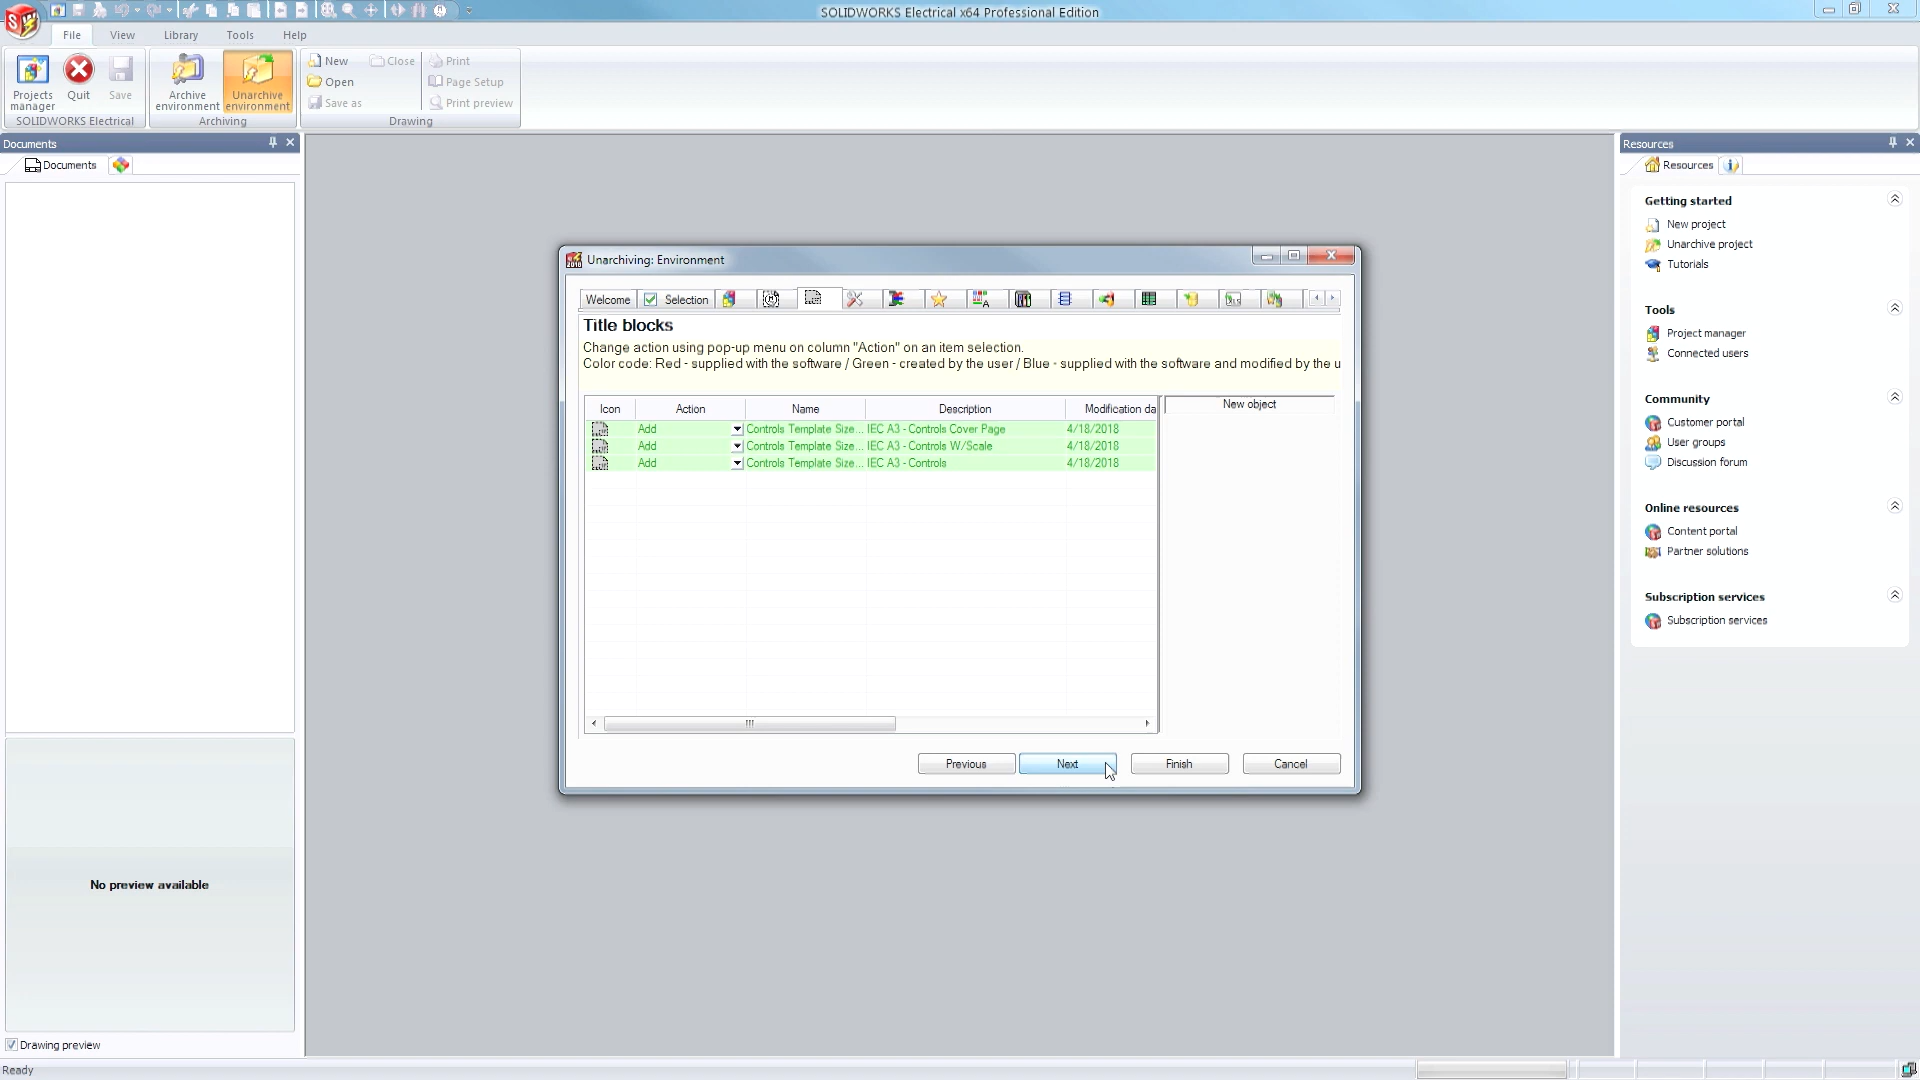 SOLIDWORKS Electrical x64 Professional Edition
File View Library Tools Help
Projects manager
Quit
Save
SOLIDWORKS Electrical
Archive environment
Unarchive environment
Archiving
New Close Print
Open Page Setup
Save as Print preview
Drawing
Documents
Documents
No preview available
Drawing preview
Ready
Unarchiving: Environment
Welcome Selection
Title blocks
Change action using pop-up menu on column "Action" on an item selection.
Color code: Red - supplied with the software / Green - created by the user / Blue - supplied with the software and modified by the u
Icon Action Name Description Modification da
Add Controls Template Size... IEC A3 - Controls Cover Page 4/18/2018
Add Controls Template Size... IEC A3 - Controls W/Scale 4/18/2018
Add Controls Template Size... IEC A3 - Controls 4/18/2018
New object
Previous Next Finish Cancel
Resources
Resources
Getting started
New project
Unarchive project
Tutorials
Tools
Project manager
Connected users
Community
Customer portal
User groups
Discussion forum
Online resources
Content portal
Partner solutions
Subscription services
Subscription services